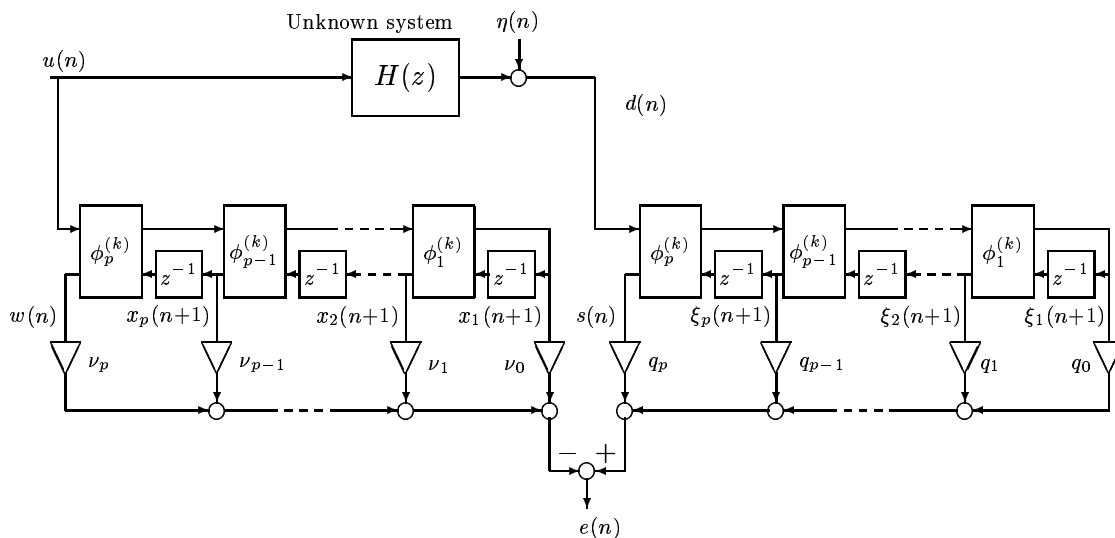 Unknown system
η(n)
u(n)
H(z)
d(n)
φ_p^(k) φ_{p−1}^(k) φ_1^(k) φ_p^(k) φ_{p−1}^(k) φ_1^(k)
z^{−1} z^{−1} z^{−1} z^{−1} z^{−1} z^{−1}
w(n) x_p(n+1) x_2(n+1) x_1(n+1) s(n) ξ_p(n+1) ξ_2(n+1) ξ_1(n+1)
ν_p ν_{p−1} ν_1 ν_0 q_p q_{p−1} q_1 q_0
− +
e(n)